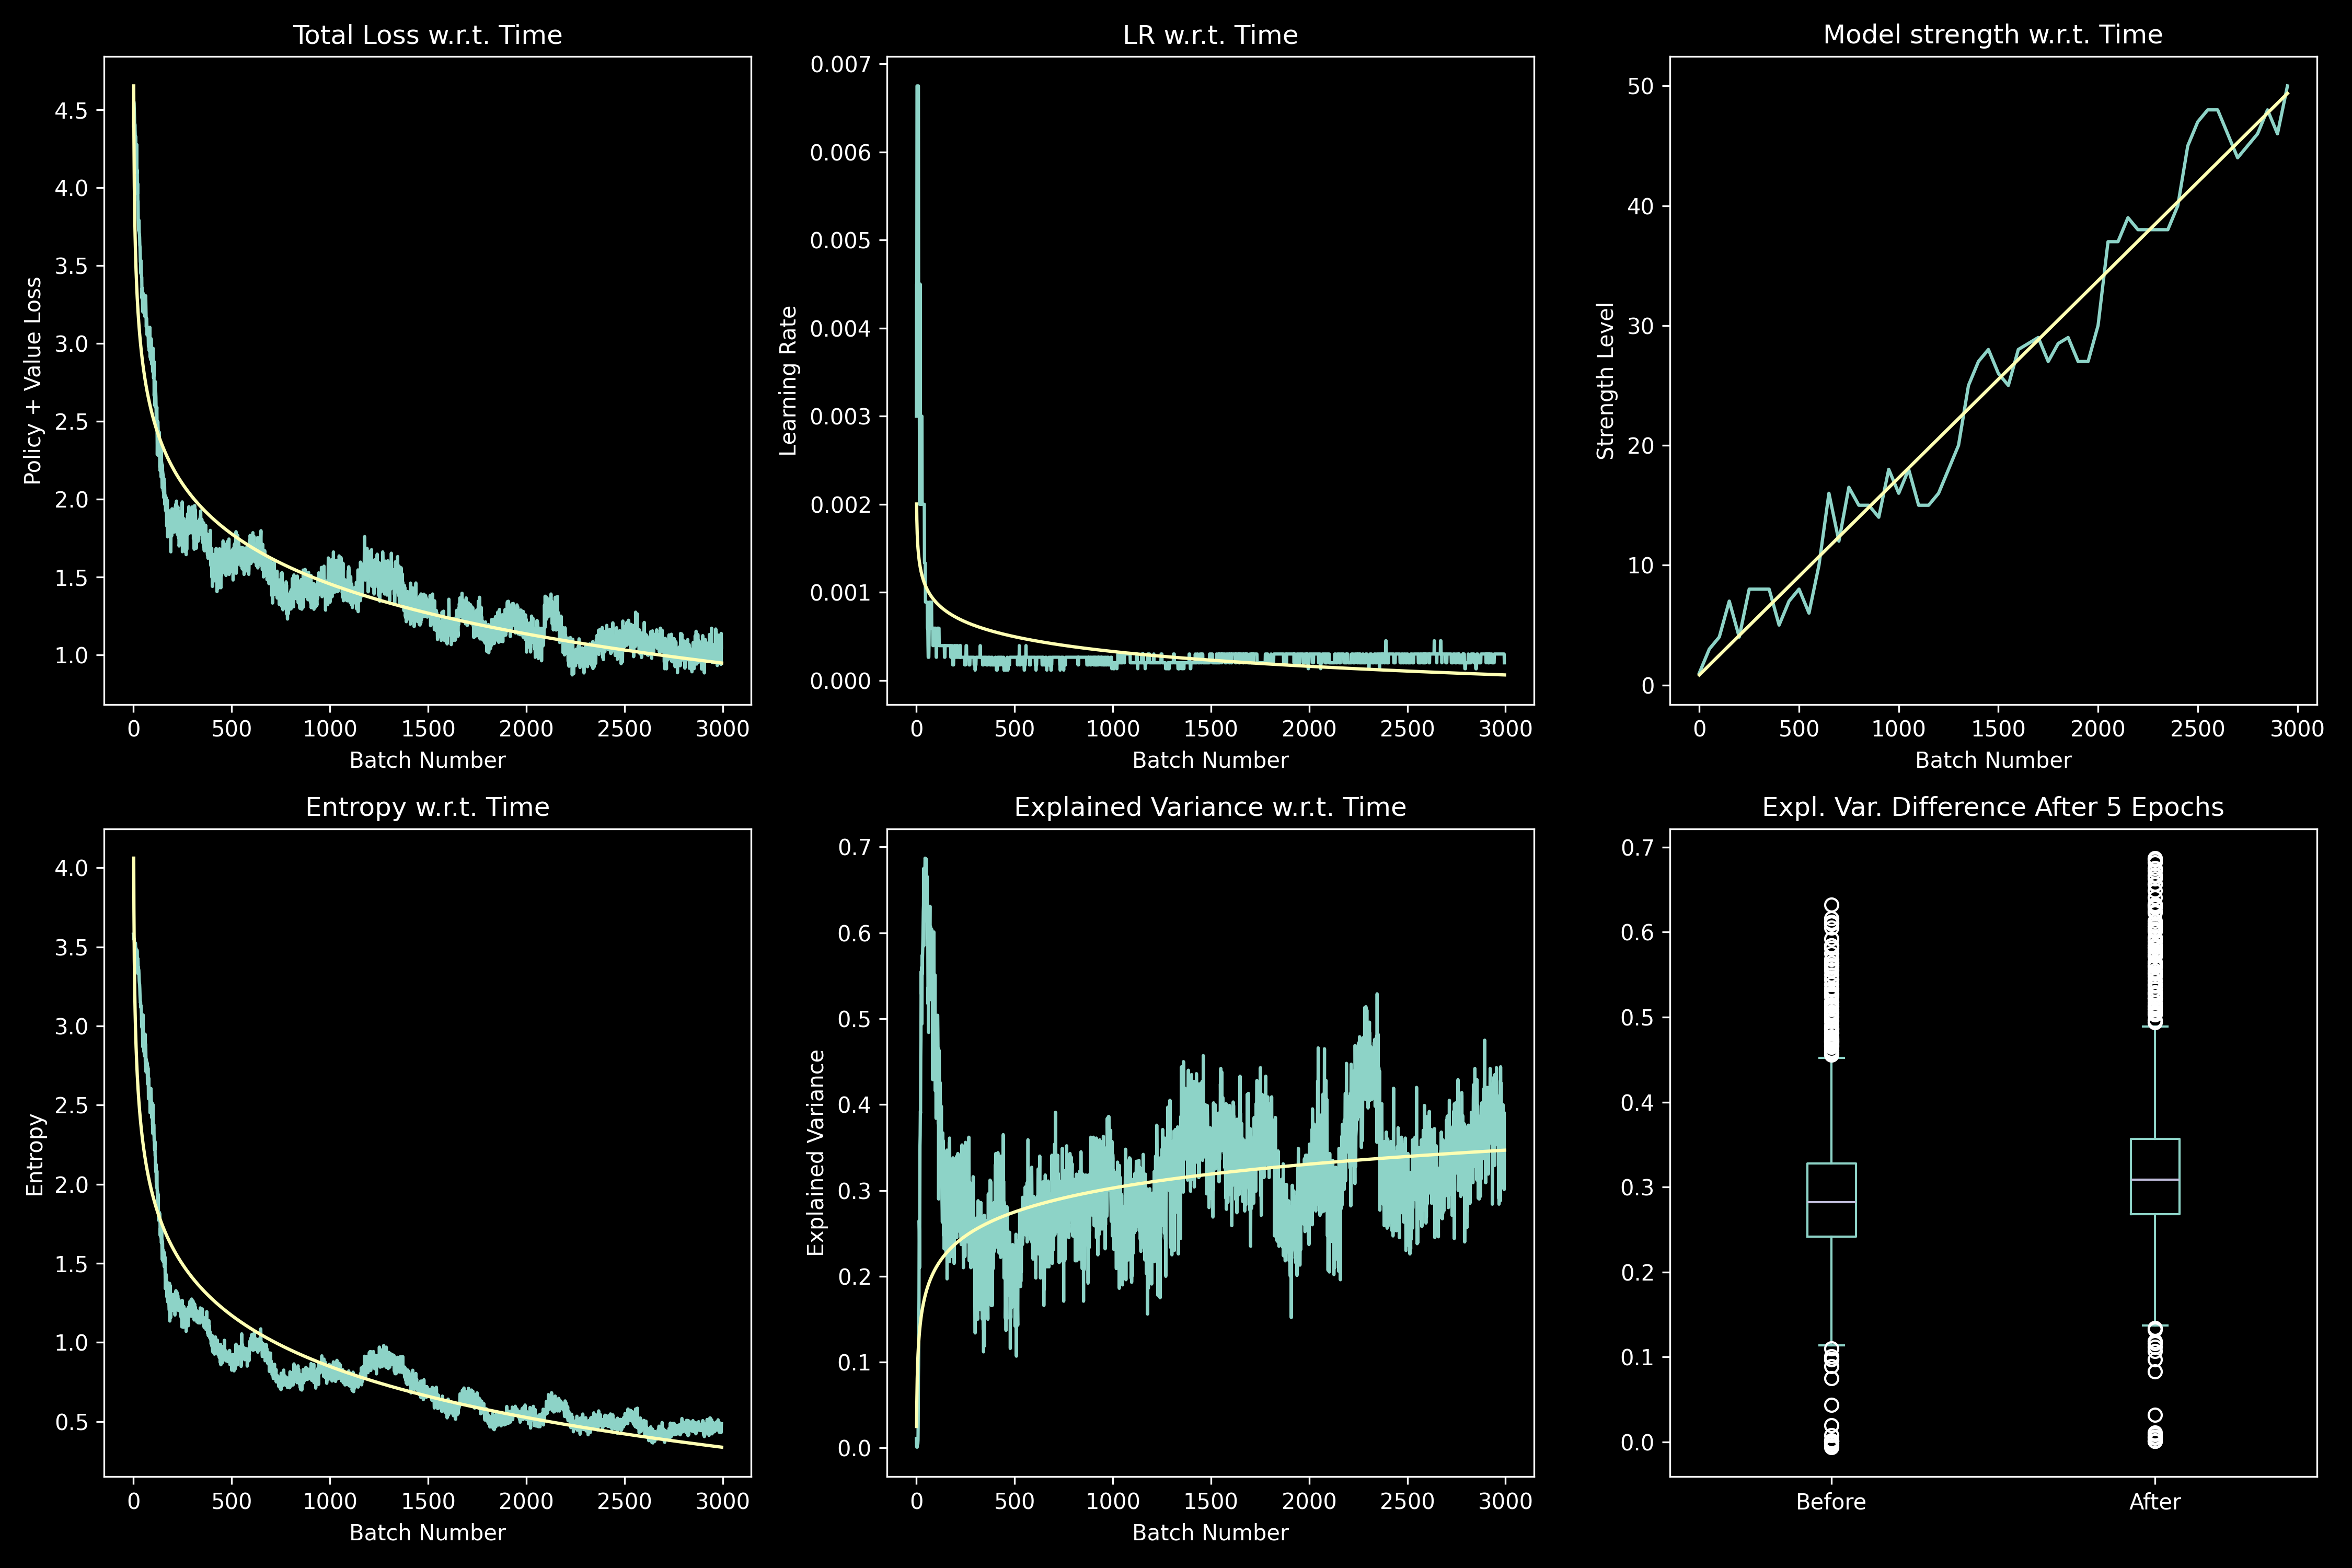 Total Loss w.r.t. Time
Policy + Value Loss
4.5
4.0
3.5
3.0
2.5
2.0
1.5
1.0
0 500 1000 1500 2000 2500 3000
Batch Number
LR w.r.t. Time
Learning Rate
0.007
0.006
0.005
0.004
0.003
0.002
0.001
0.000
0 500 1000 1500 2000 2500 3000
Batch Number
Model strength w.r.t. Time
Strength Level
50
40
30
20
10
0
0 500 1000 1500 2000 2500 3000
Batch Number
Entropy w.r.t. Time
Entropy
4.0
3.5
3.0
2.5
2.0
1.5
1.0
0.5
0 500 1000 1500 2000 2500 3000
Batch Number
Explained Variance w.r.t. Time
Explained Variance
0.7
0.6
0.5
0.4
0.3
0.2
0.1
0.0
0 500 1000 1500 2000 2500 3000
Batch Number
Expl. Var. Difference After 5 Epochs
0.7
0.6
0.5
0.4
0.3
0.2
0.1
0.0
Before After